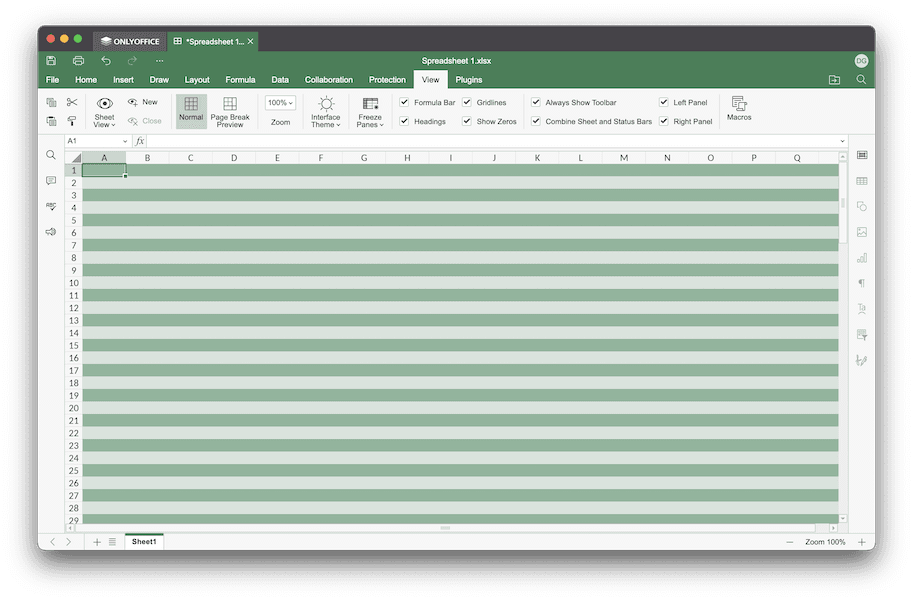 ONLYOFFICE
*Spreadsheet 1...
Spreadsheet 1.xlsx
DG
File Home Insert Draw Layout Formula Data Collaboration Protection View Plugins
Sheet View
New
Close
Normal
Page Break Preview
100%
Zoom
Interface Theme
Freeze Panes
Formula Bar
Headings
Gridlines
Show Zeros
Always Show Toolbar
Combine Sheet and Status Bars
Left Panel
Right Panel
Macros
A1
fx
A B C D E F G H I J K L M N O P Q
1
2
3
4
5
6
7
8
9
10
11
12
13
14
15
16
17
18
19
20
21
22
23
24
25
26
27
28
29
Sheet1
Zoom 100%